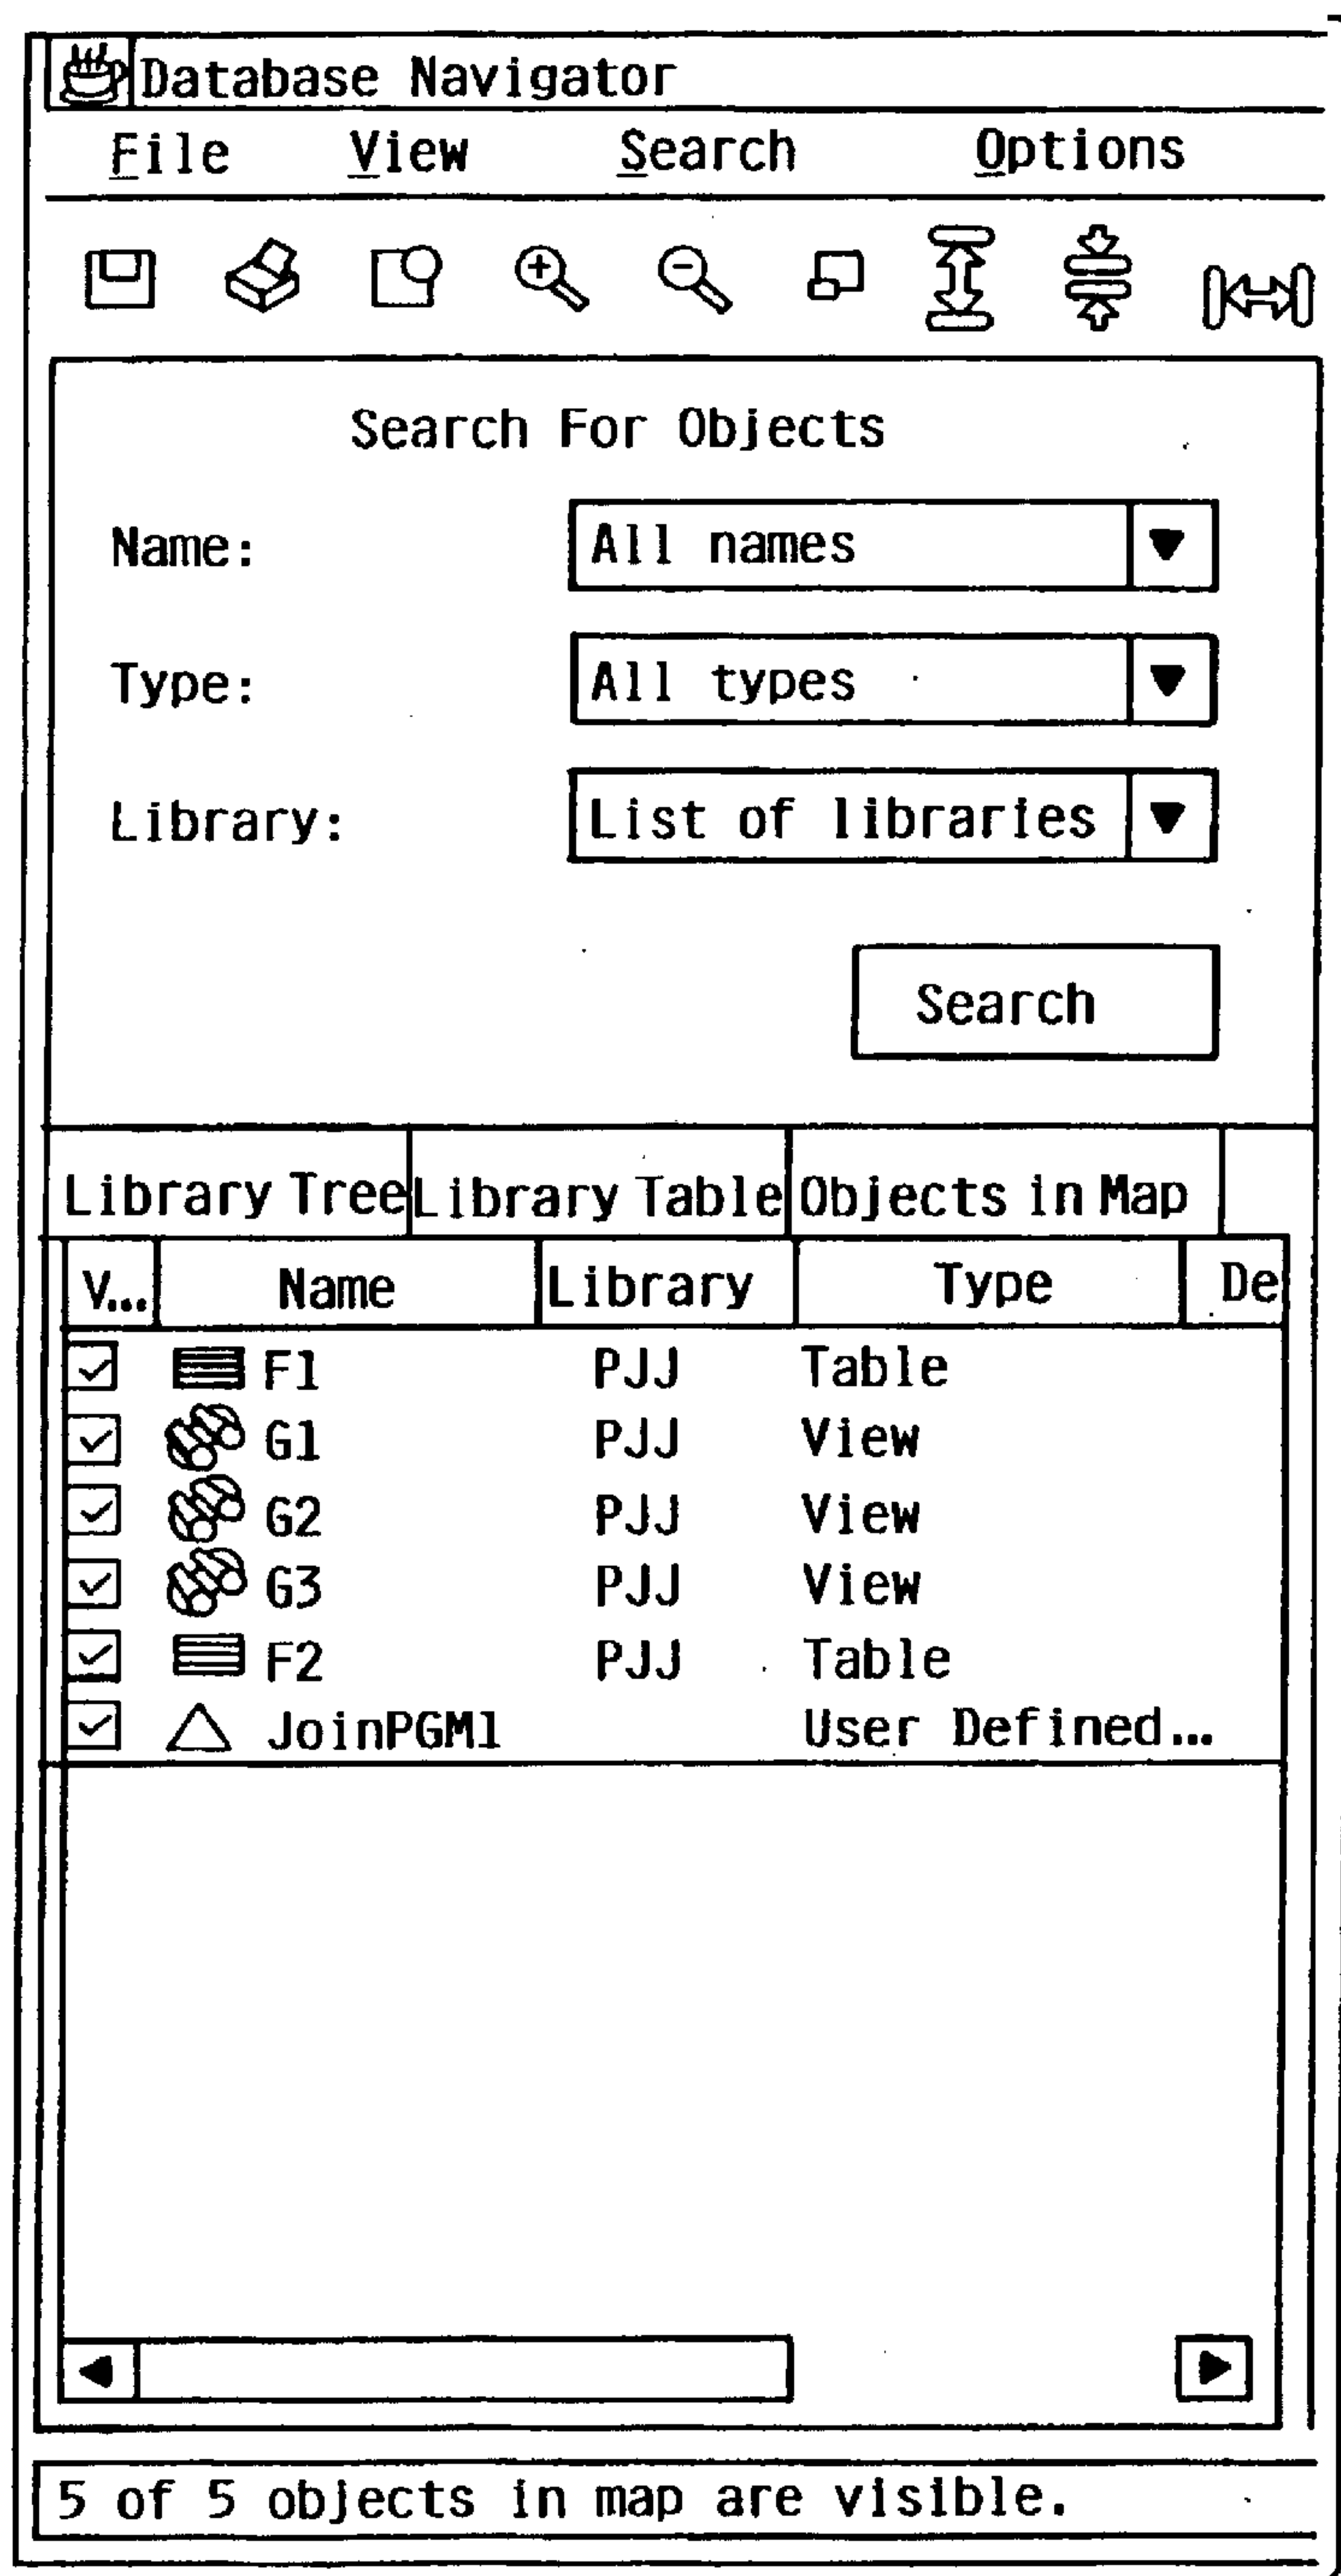 Database Navigator
File View Search Options
Search For Objects
Name: All names
Type: All types
Library: List of libraries
Search
Library Tree Library Table Objects in Map
V... Name Library Type De
F1 PJJ Table
G1 PJJ View
G2 PJJ View
G3 PJJ View
F2 PJJ Table
JoinPGM1 User Defined...
5 of 5 objects in map are visible.